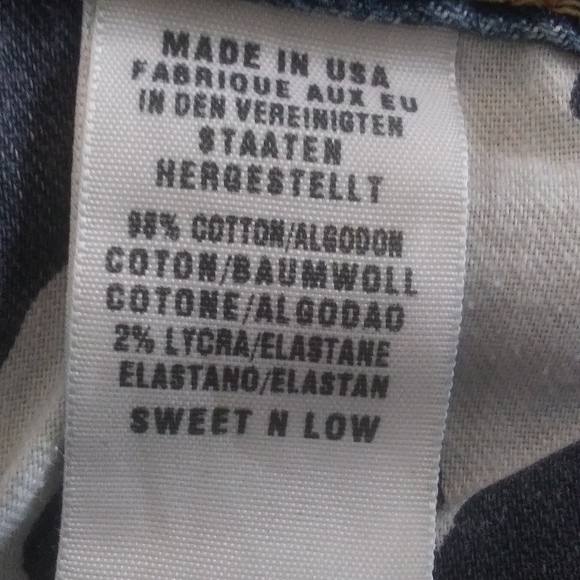 MADE IN USA
FABRIQUE AUX EU
IN DEN VEREINIGTEN
STAATEN
HERGESTELLT
98% COTTON/ALGODON
COTON/BAUMWOLL
COTONE/ALGODAO
2% LYCRA/ELASTANE
ELASTANO/ELASTAN
SWEET N LOW